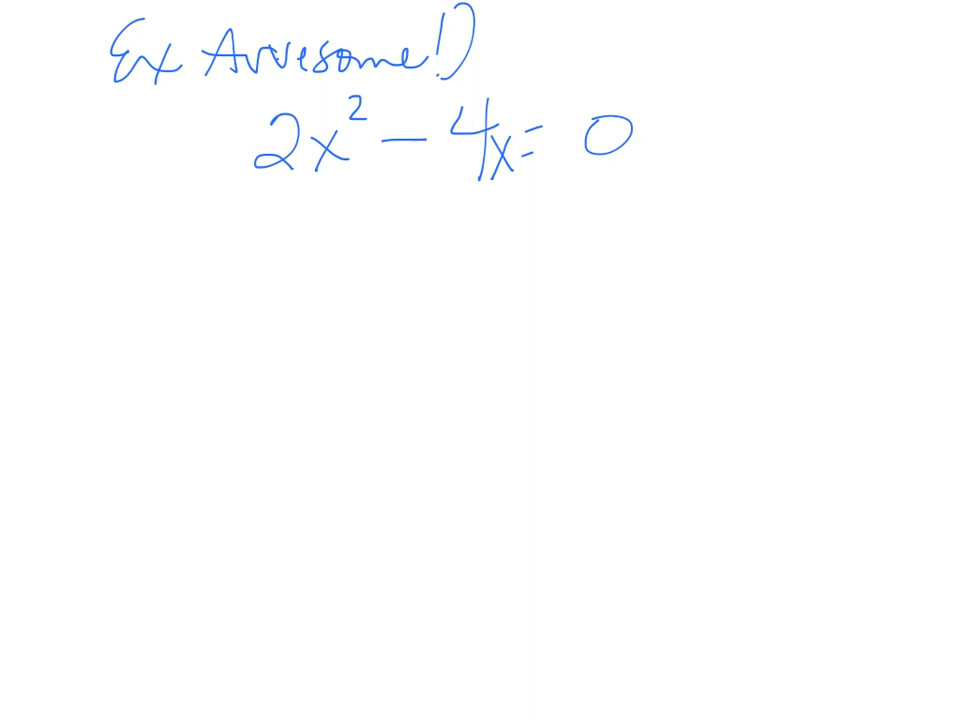 Ex Awesome!)
2x² - 4x = 0